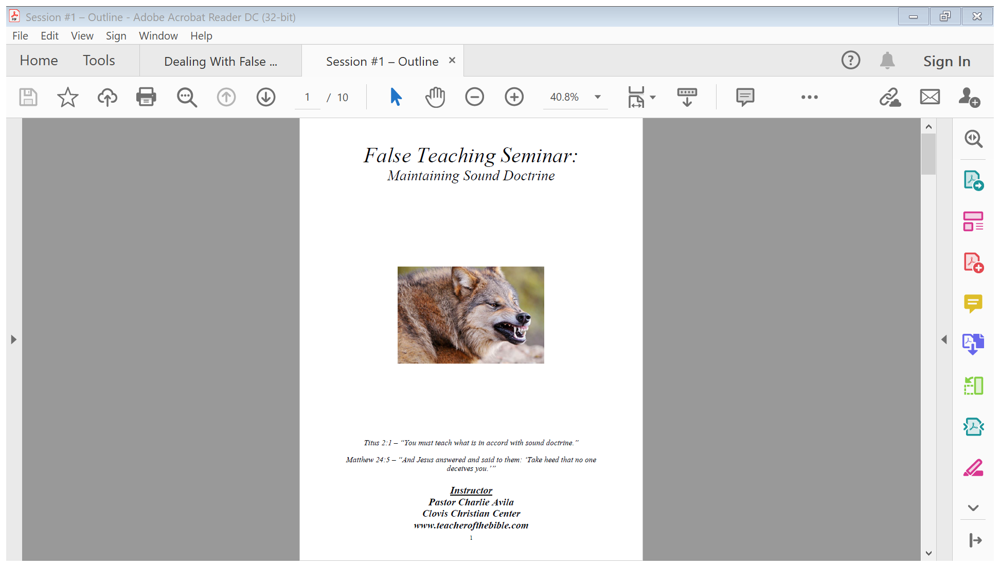 Session #1 – Outline - Adobe Acrobat Reader DC (32-bit)
File Edit View Sign Window Help
Home Tools Dealing With False ... Session #1 – Outline Sign In
1 / 10 40.8%
False Teaching Seminar:
Maintaining Sound Doctrine
Titus 2:1 – “You must teach what is in accord with sound doctrine.”
Matthew 24:5 – “And Jesus answered and said to them: ‘Take heed that no one
deceives you.’”
Instructor
Pastor Charlie Avila
Clovis Christian Center
www.teacherofthebible.com
1